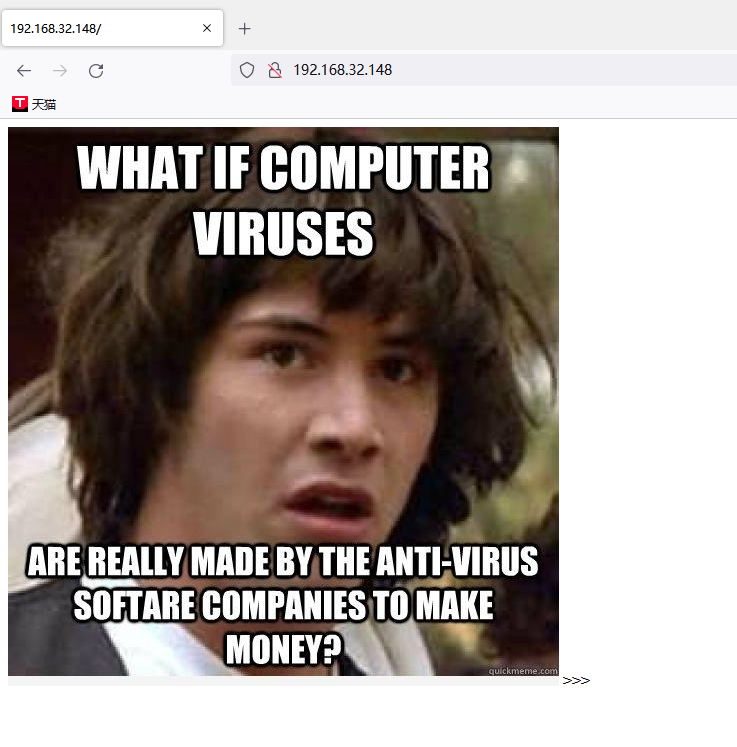 192.168.32.148/
192.168.32.148
T 天猫
WHAT IF COMPUTER
VIRUSES
ARE REALLY MADE BY THE ANTI-VIRUS
SOFTARE COMPANIES TO MAKE
MONEY?
quickmeme.com
>>>